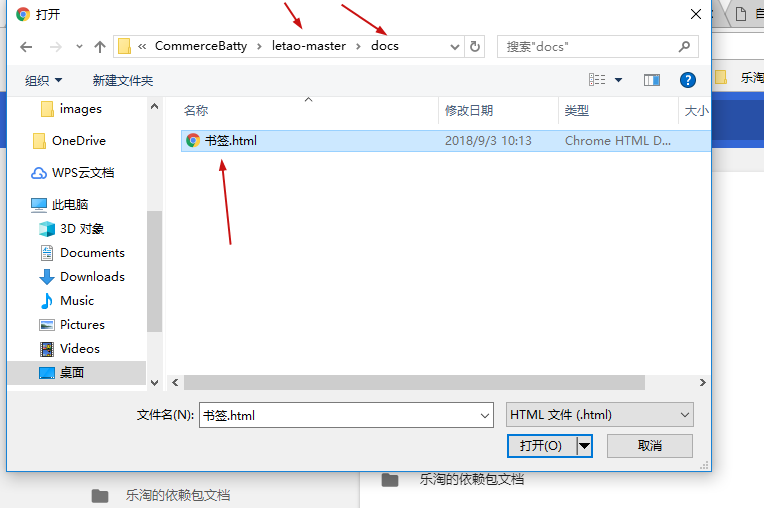 打开
自
« CommerceBatty › letao-master › docs
搜索"docs"
组织
新建文件夹
乐淘
名称 修改日期 类型 大小
images
书签.html 2018/9/3 10:13 Chrome HTML D...
OneDrive
WPS云文档
此电脑
3D 对象
Documents
Downloads
Music
Pictures
Videos
桌面
文件名(N): 书签.html HTML 文件 (.html)
打开(O) 取消
乐淘的依赖包文档
乐淘的依赖包文档